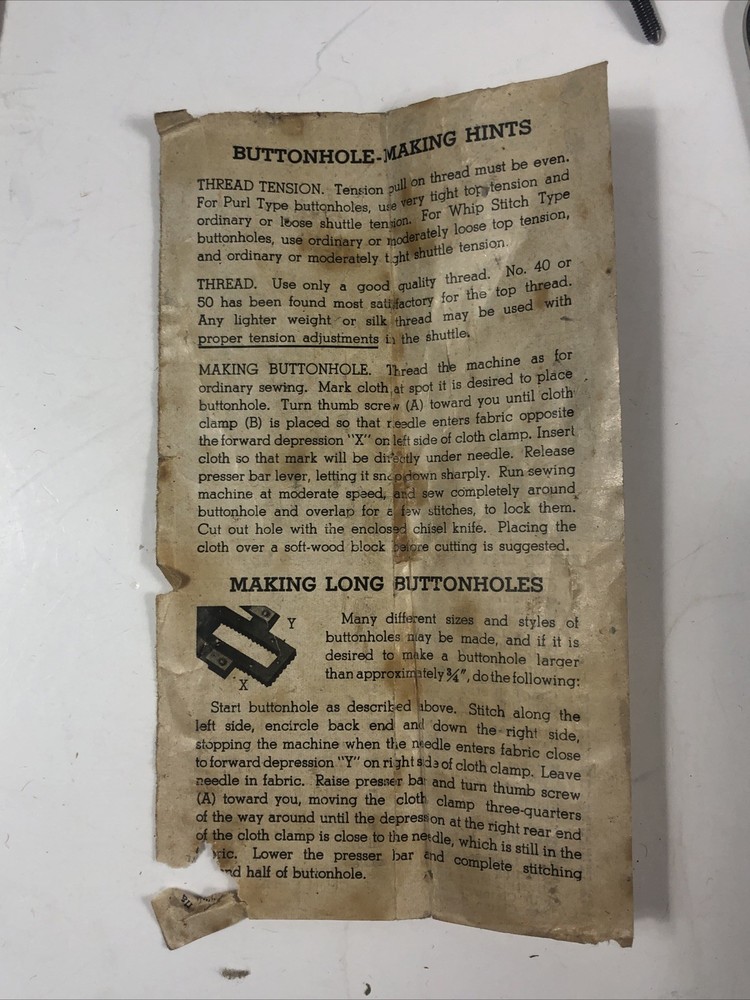 BUTTONHOLE-MAKING HINTS
THREAD TENSION. Tension pull on thread must be even.
For Purl Type buttonholes, use very tight top tension and
ordinary or loose shuttle tension. For Whip Stitch Type
buttonholes, use ordinary or moderately loose top tension,
and ordinary or moderately tight shuttle tension.
THREAD. Use only a good quality thread. No. 40 or
50 has been found most satisfactory for the top thread.
Any lighter weight or silk thread may be used with
proper tension adjustments in the shuttle.
MAKING BUTTONHOLE. Thread the machine as for
ordinary sewing. Mark cloth at spot it is desired to place
buttonhole. Turn thumb screw (A) toward you until cloth
clamp (B) is placed so that needle enters fabric opposite
the forward depression "X" on left side of cloth clamp. Insert
cloth so that mark will be directly under needle. Release
presser bar lever, letting it snap down sharply. Run sewing
machine at moderate speed, and sew completely around
buttonhole and overlap for a few stitches, to lock them.
Cut out hole with the enclosed chisel knife. Placing the
cloth over a soft-wood block before cutting is suggested.
MAKING LONG BUTTONHOLES
Y
X
Many different sizes and styles of
buttonholes may be made, and if it is
desired to make a buttonhole larger
than approximately ¾", do the following:
Start buttonhole as described above. Stitch along the
left side, encircle back end and down the right side,
stopping the machine when the needle enters fabric close
to forward depression "Y" on right side of cloth clamp. Leave
needle in fabric. Raise presser bar and turn thumb screw
(A) toward you, moving the cloth clamp three-quarters
of the way around until the depression at the right rear end
of the cloth clamp is close to the needle, which is still in the
ric. Lower the presser bar and complete stitching
nd half of buttonhole.